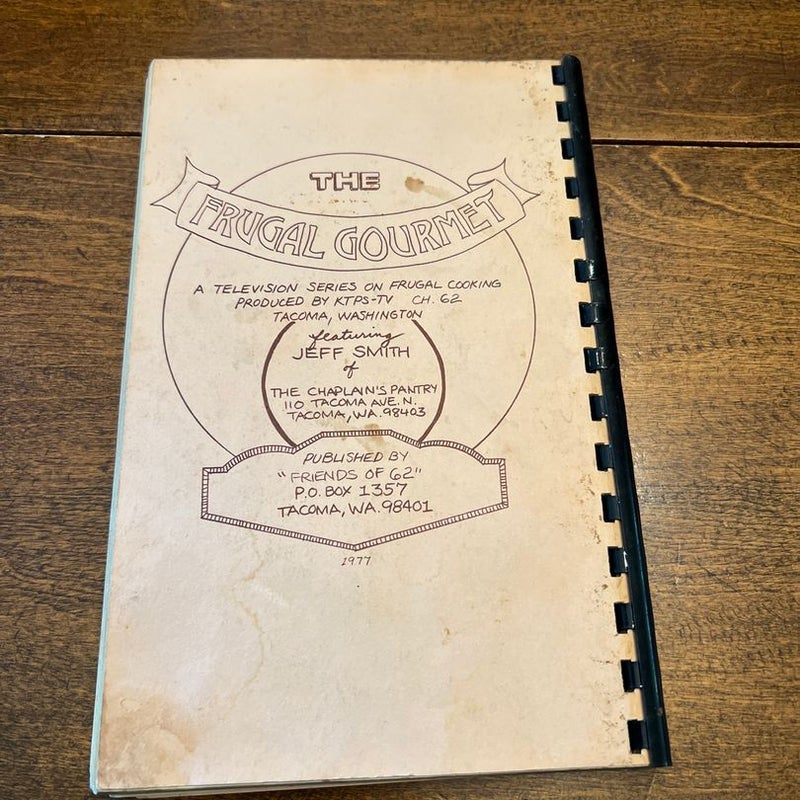 THE
FRUGAL GOURMET
A TELEVISION SERIES ON FRUGAL COOKING
PRODUCED BY KTPS-TV CH. 62
TACOMA, WASHINGTON
featuring
JEFF SMITH
of
THE CHAPLAIN'S PANTRY
110 TACOMA AVE. N.
TACOMA, WA. 98403
PUBLISHED BY
"FRIENDS OF 62"
P.O. BOX 1357
TACOMA, WA. 98401
1977